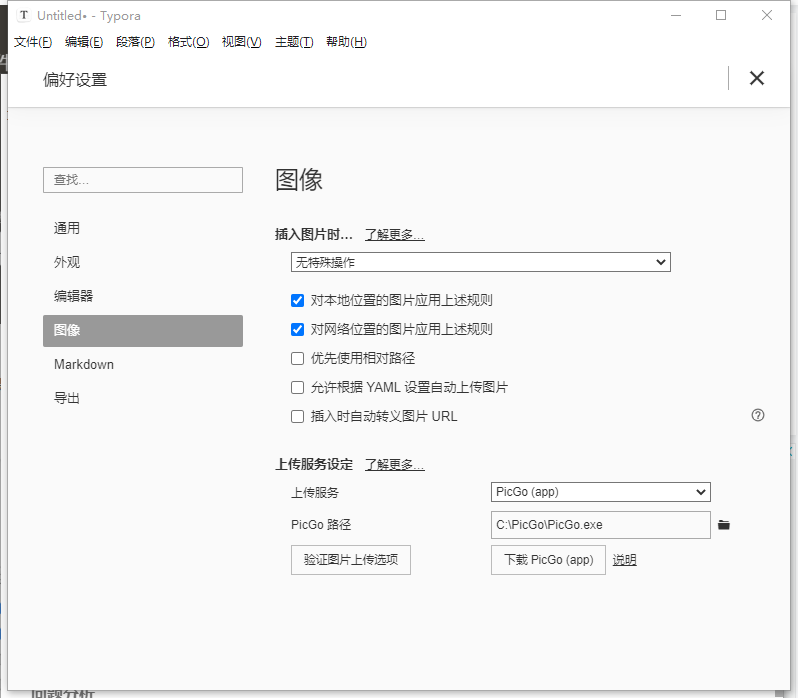 T Untitled• - Typora
文件(F) 编辑(E) 段落(P) 格式(O) 视图(V) 主题(T) 帮助(H)
偏好设置
查找...
通用
外观
编辑器
图像
Markdown
导出
图像
插入图片时... 了解更多...
无特殊操作
对本地位置的图片应用上述规则
对网络位置的图片应用上述规则
优先使用相对路径
允许根据 YAML 设置自动上传图片
插入时自动转义图片 URL
上传服务设定 了解更多...
上传服务 PicGo (app)
PicGo 路径 C:\PicGo\PicGo.exe
验证图片上传选项 下载 PicGo (app) 说明